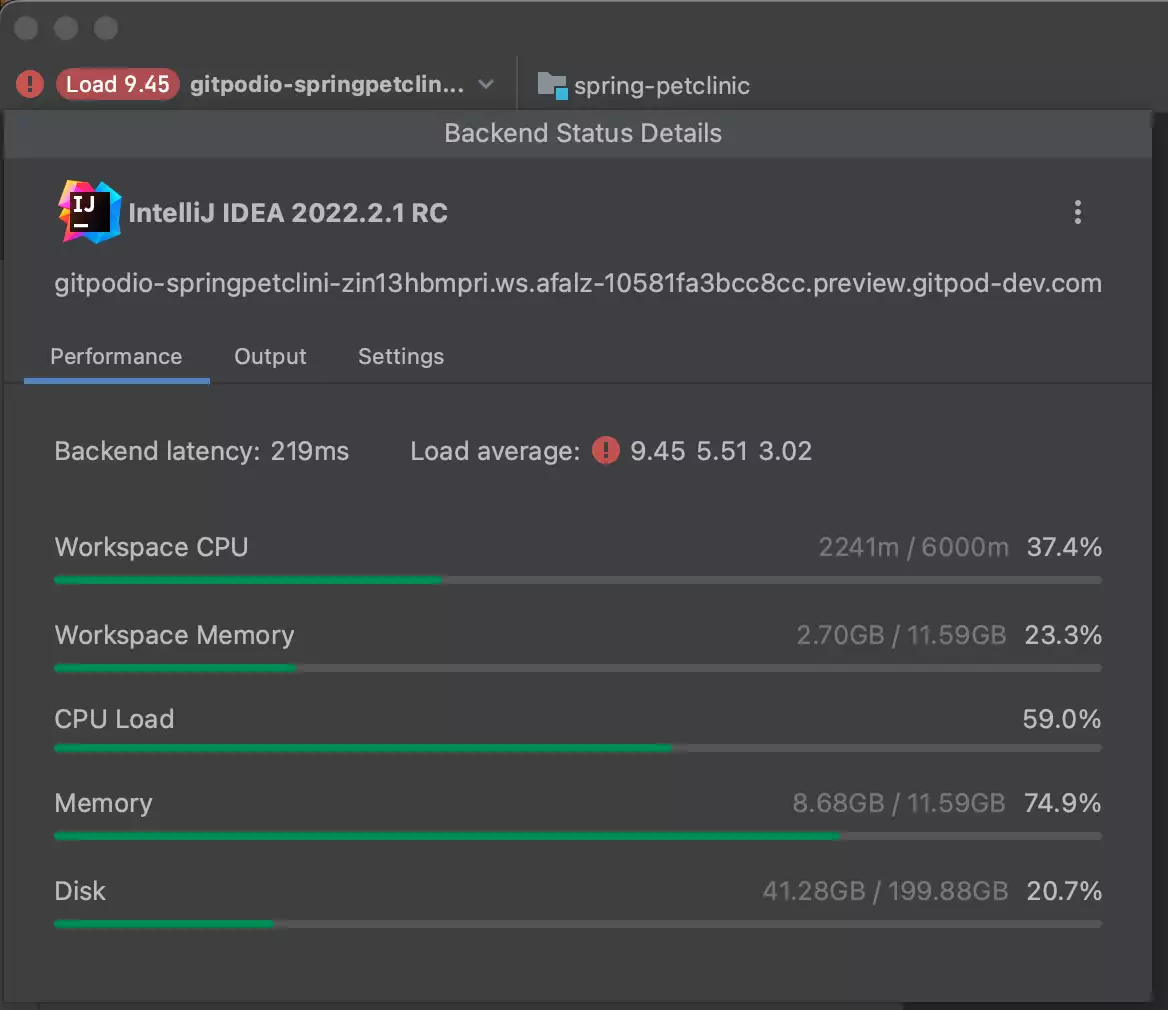 ! Load 9.45 gitpodio-springpetclin... spring-petclinic
Backend Status Details
IJ IntelliJ IDEA 2022.2.1 RC
gitpodio-springpetclini-zin13hbmpri.ws.afalz-10581fa3bcc8cc.preview.gitpod-dev.com
Performance Output Settings
Backend latency: 219ms Load average: ! 9.45 5.51 3.02
Workspace CPU 2241m / 6000m 37.4%
Workspace Memory 2.70GB / 11.59GB 23.3%
CPU Load 59.0%
Memory 8.68GB / 11.59GB 74.9%
Disk 41.28GB / 199.88GB 20.7%